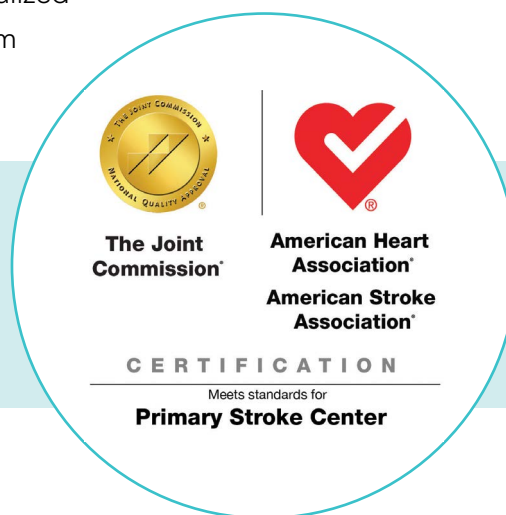 m
THE JOINT COMMISSION
NATIONAL QUALITY APPROVAL
®
The Joint
Commission®
®
American Heart
Association®
American Stroke
Association®
CERTIFICATION
Meets standards for
Primary Stroke Center